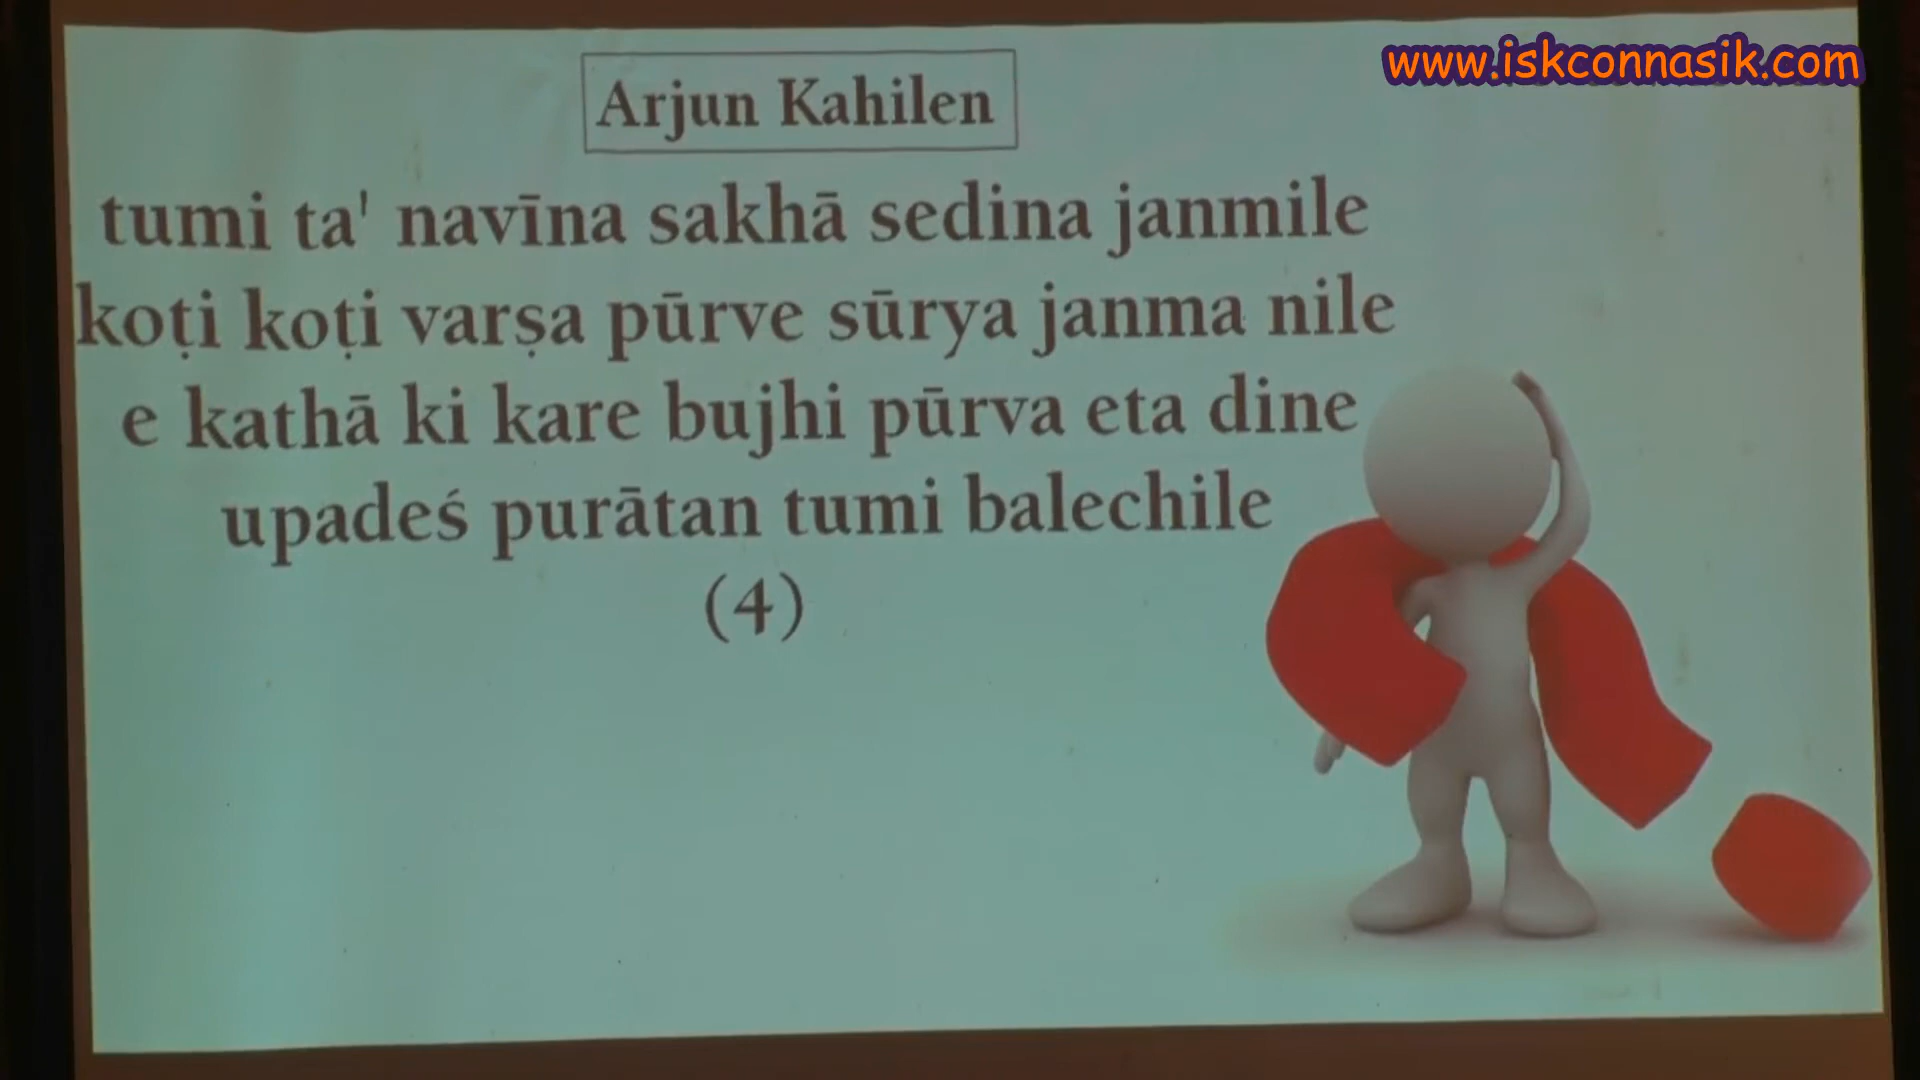 www.iskconnasik.com
Arjun Kahilen
tumi ta' navīna sakhā sedina janmile
koṭi koṭi varṣa pūrve sūrya janma nile
e kathā ki kare bujhi pūrva eta dine
upadeś purātan tumi balechile
(4)